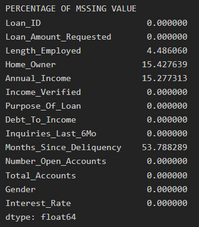 PERCENTAGE OF MSSING VALUE
Loan_ID 0.000000
Loan_Amount_Requested 0.000000
Length_Employed 4.486060
Home_Owner 15.427639
Annual_Income 15.277313
Income_Verified 0.000000
Purpose_Of_Loan 0.000000
Debt_To_Income 0.000000
Inquiries_Last_6Mo 0.000000
Months_Since_Deliquency 53.788289
Number_Open_Accounts 0.000000
Total_Accounts 0.000000
Gender 0.000000
Interest_Rate 0.000000
dtype: float64